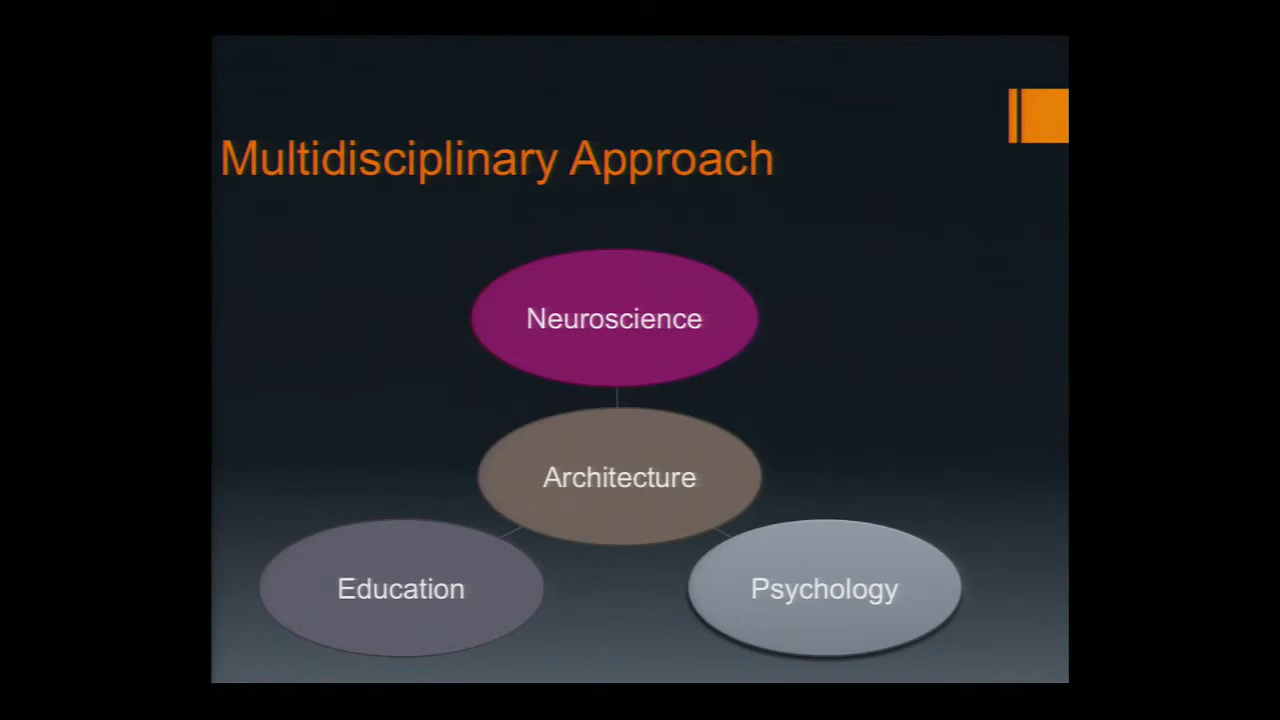 Multidisciplinary Approach
Neuroscience
Architecture
Education
Psychology